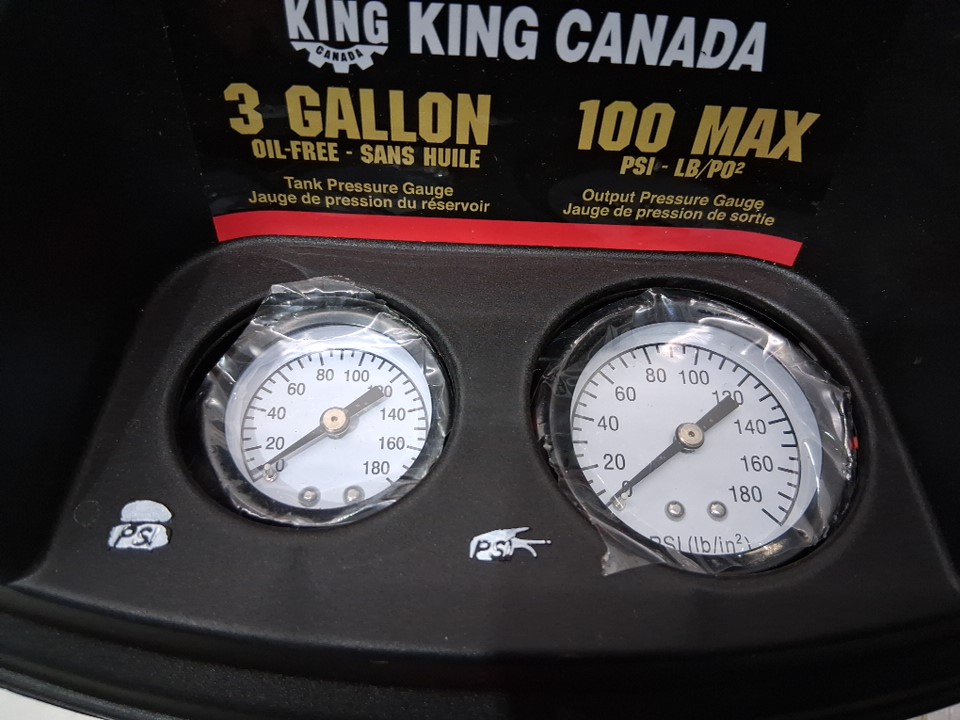 KING
CANADA
KING CANADA
3 GALLON
OIL-FREE - SANS HUILE
Tank Pressure Gauge
Jauge de pression du réservoir
100 MAX
PSI - LB/PO²
Output Pressure Gauge
Jauge de pression de sortie
0
20
40
60
80
100
120
140
160
180
PSI
0
20
40
60
80
100
120
140
160
180
PSI(lb/in²)
PSI